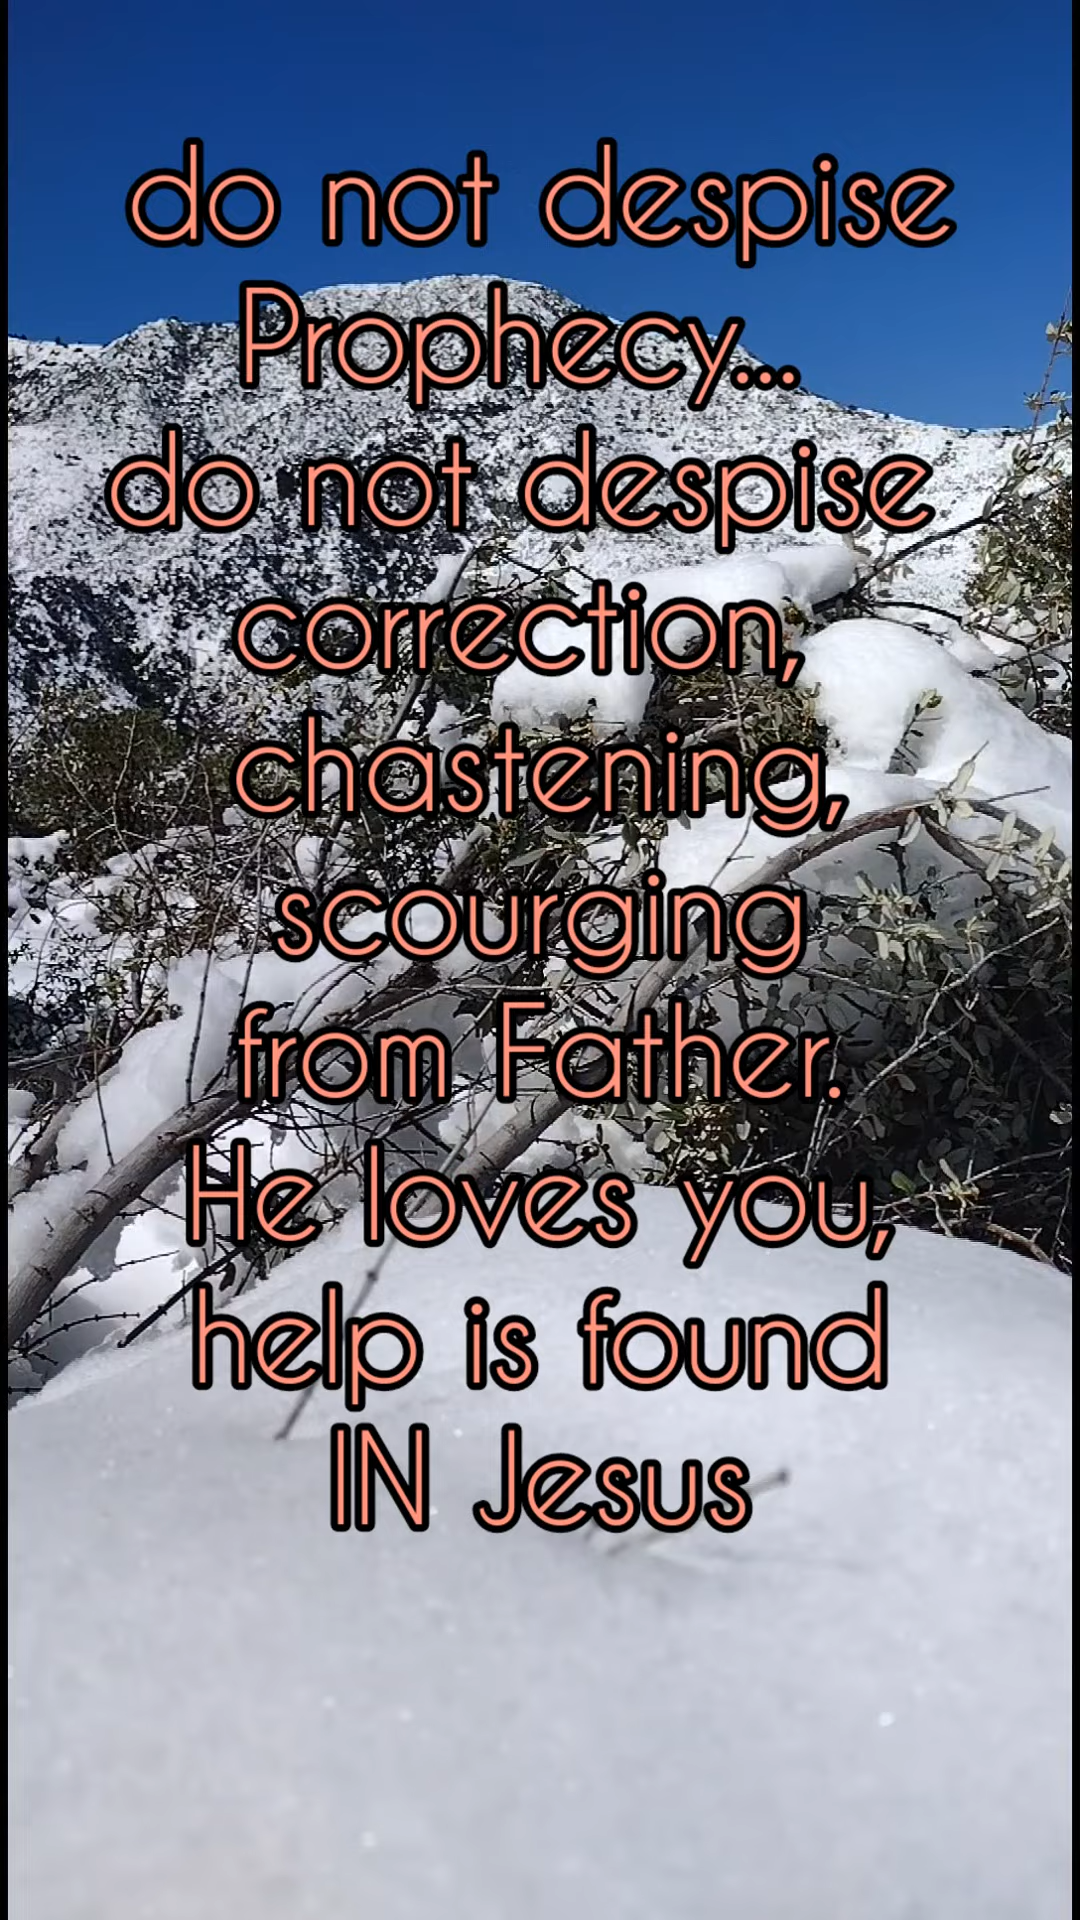 do not despise
Prophecy...
do not despise
correction,
chastening,
scourging
from Father.
He loves you,
help is found
IN Jesus